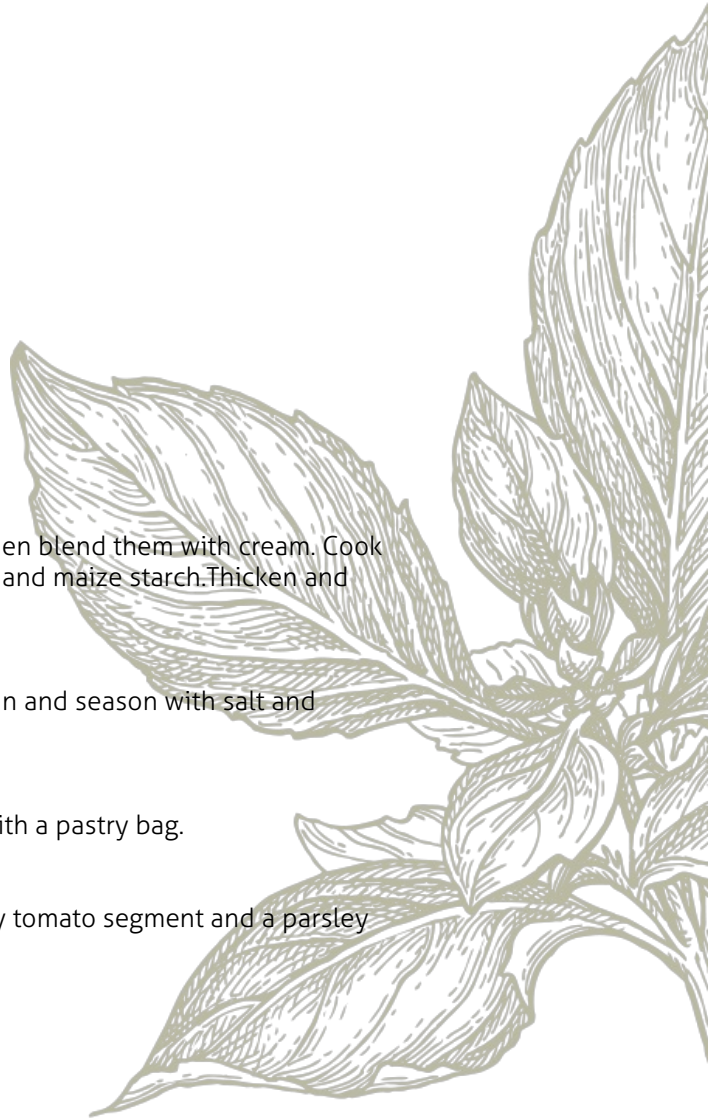 en blend them with cream. Cook
and maize starch.Thicken and
n and season with salt and
ith a pastry bag.
y tomato segment and a parsley